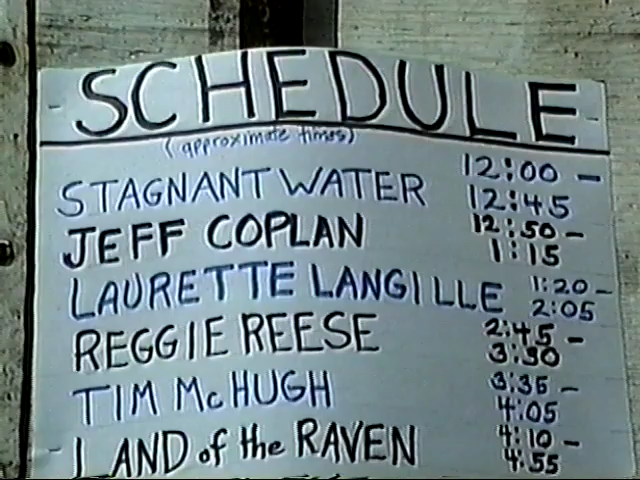 SCHEDULE
(approximate times)
STAGNANT WATER 12:00 -
12:45
JEFF COPLAN 12:50 -
1:15
LAURETTE LANGILLE 1:20 -
2:05
REGGIE REESE 2:45 -
3:30
TIM McHUGH 3:35 -
4:05
LAND of the RAVEN 4:10 -
4:55